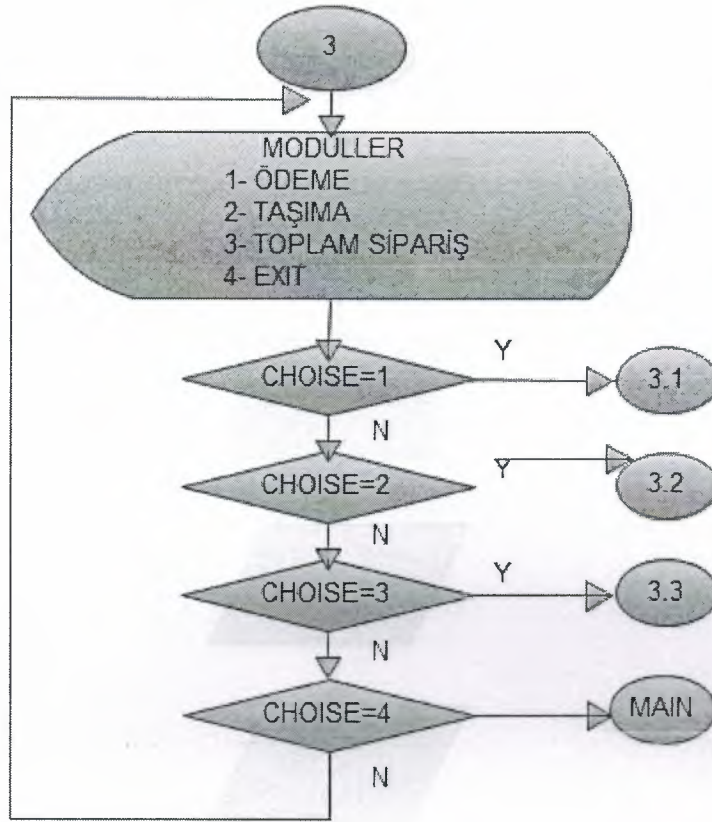 3
MODÜLLER
1- ÖDEME
2- TAŞIMA
3- TOPLAM SİPARİŞ
4- EXIT
CHOISE=1
Y
3.1
N
CHOISE=2
Y
3.2
N
CHOISE=3
Y
3.3
N
CHOISE=4
MAIN
N